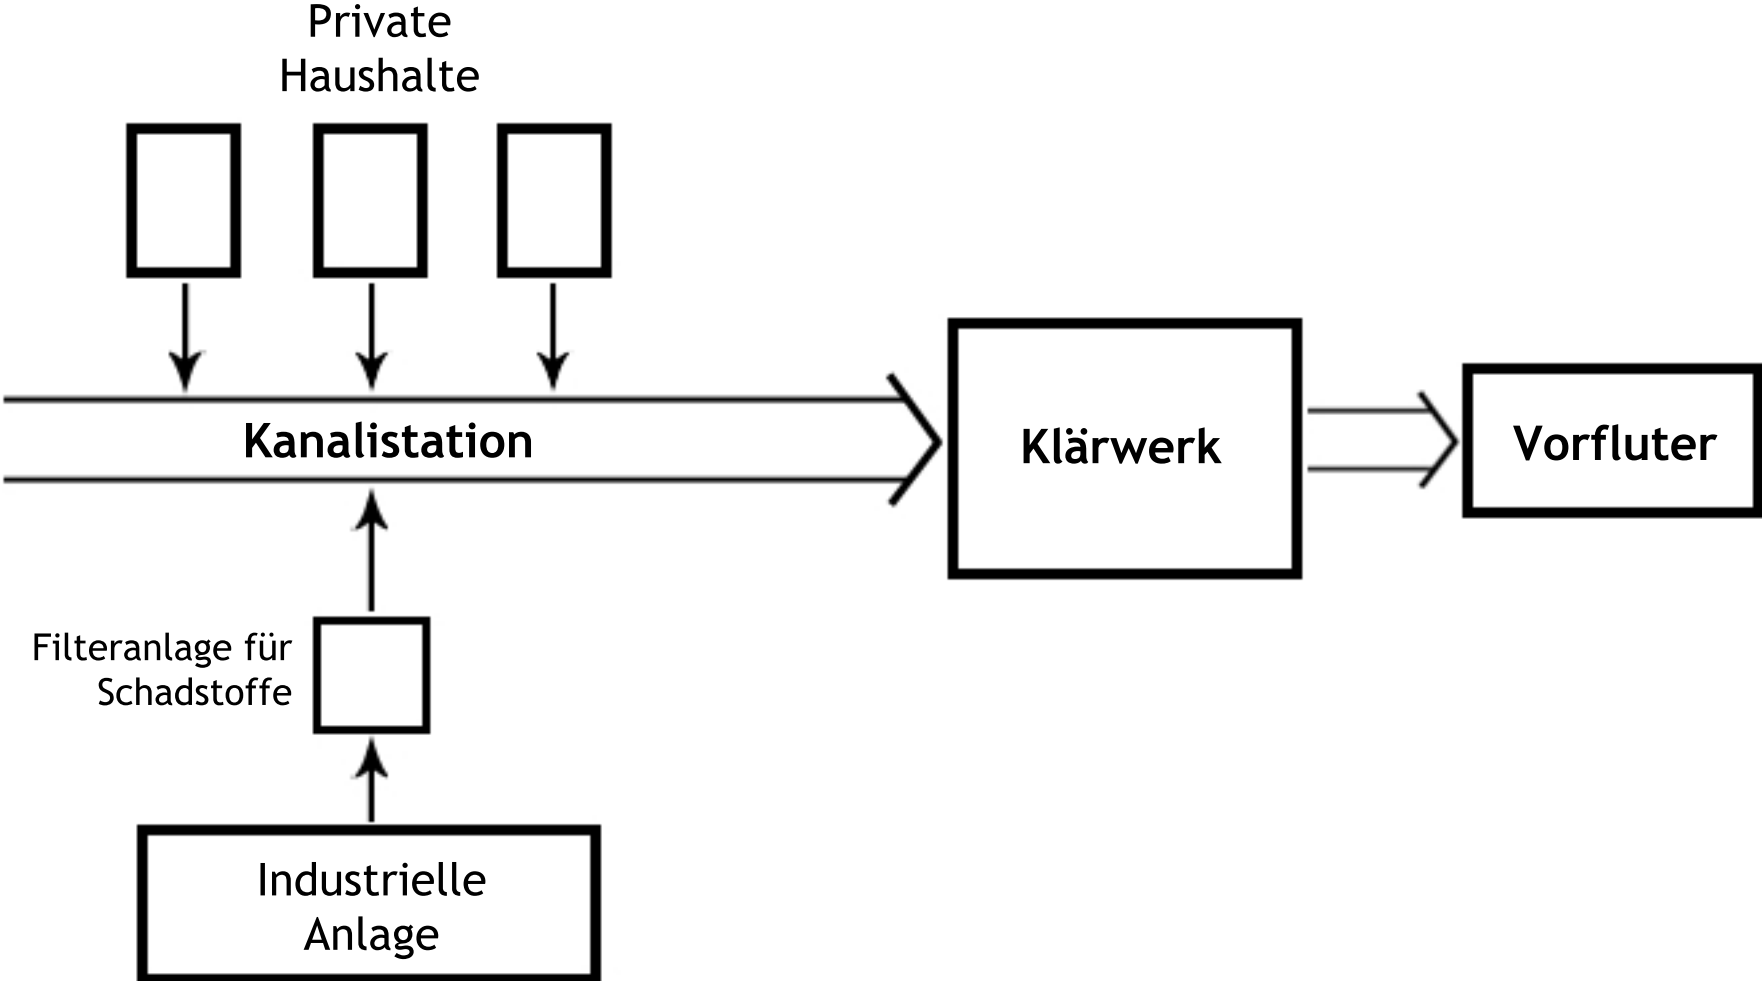 Private
Haushalte
Kanalistation
Klärwerk
Vorfluter
Filteranlage für
Schadstoffe
Industrielle
Anlage